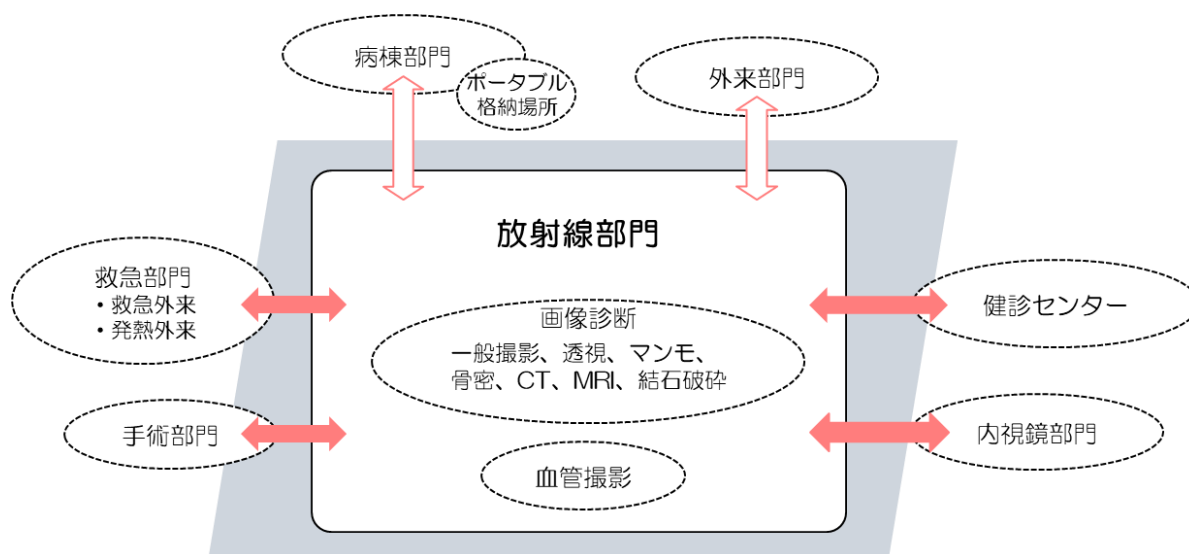 病棟部門
ポータブル
格納場所
外来部門
放射線部門
救急部門
・救急外来
・発熱外来
画像診断
一般撮影、透視、マンモ、
骨密、CT、MRI、結石破砕
健診センター
手術部門
内視鏡部門
血管撮影